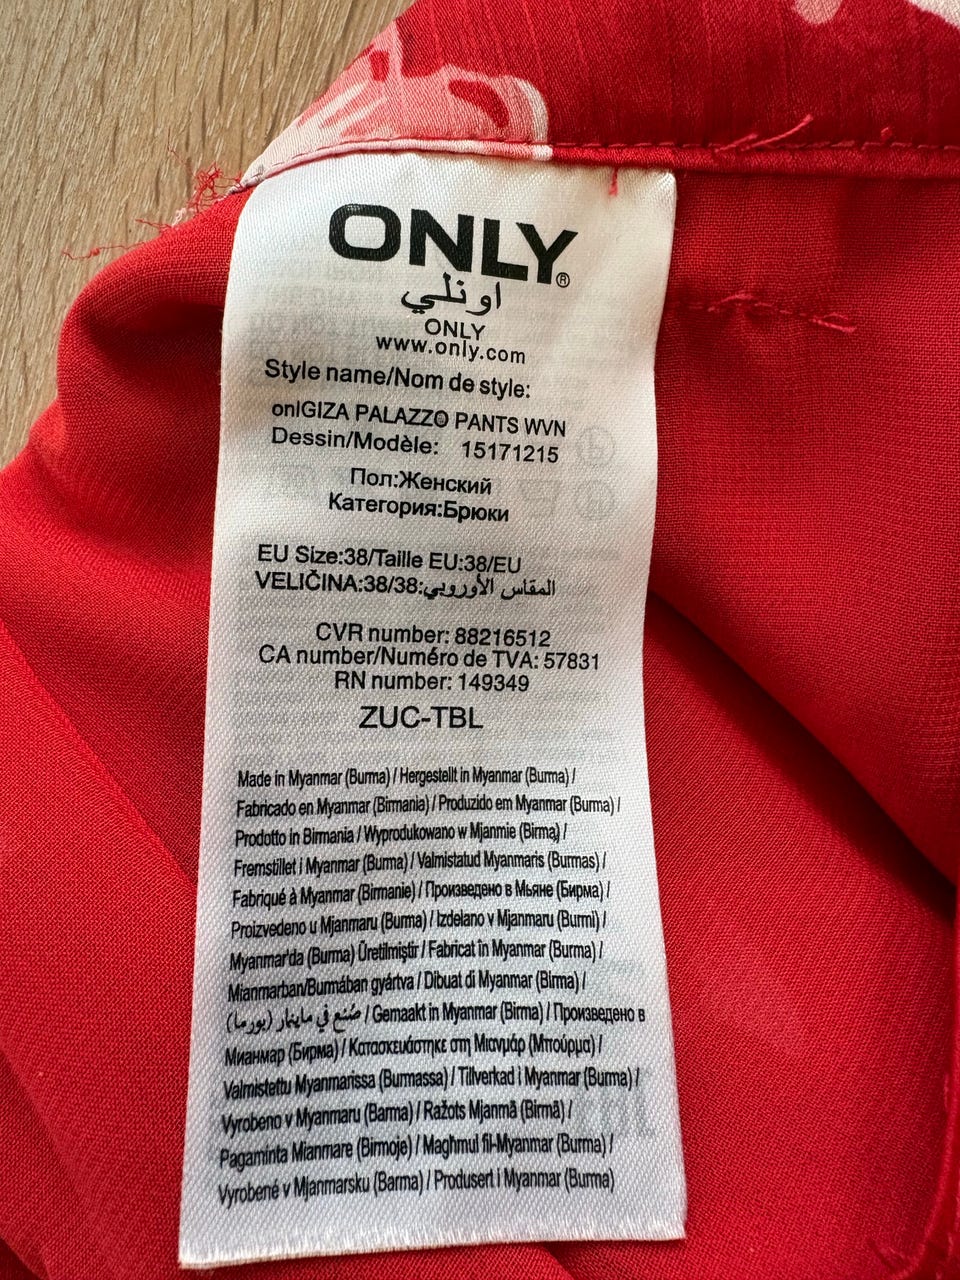 ONLY®
اونلي
ONLY
www.only.com
Style name/Nom de style:
onlGIZA PALAZZO PANTS WVN
Dessin/Modèle: 15171215
Пол:Женский
Категория:Брюки
EU Size:38/Taille EU:38/EU
VELIČINA:38/38:المقاس الأوروبي
CVR number: 88216512
CA number/Numéro de TVA: 57831
RN number: 149349
ZUC-TBL
Made in Myanmar (Burma) / Hergestellt in Myanmar (Burma) /
Fabricado en Myanmar (Birmania) / Produzido em Myanmar (Burma) /
Prodotto in Birmania / Wyprodukowano w Mjanmie (Birmą) /
Fremstillet i Myanmar (Burma) / Valmistatud Myanmaris (Burmas) /
Fabriqué à Myanmar (Birmanie) / Произведено в Мьяне (Бирма) /
Proizvedeno u Mjanmaru (Burma) / Izdelano v Mjanmaru (Burmi) /
Myanmar'da (Burma) Üretilmiştir / Fabricat în Myanmar (Burma) /
Mianmarban/Burmában gyártva / Dibuat di Myanmar (Birma) /
صُنع في ماينمار (بورما) / Gemaakt in Myanmar (Birma) / Произведено в
Мианмар (Бирма) / Κατασκευάστηκε στη Μιανμάρ (Μπούρμα) /
Valmistettu Myanmarissa (Burmassa) / Tillverkad i Myanmar (Burma) /
Vyrobeno v Myanmaru (Barma) / Ražots Mjanmā (Birmā) /
Pagaminta Mianmare (Birmoje) / Maghmul fil-Myanmar (Burma) /
Vyrobené v Mjanmarsku (Barma) / Produsert i Myanmar (Burma)